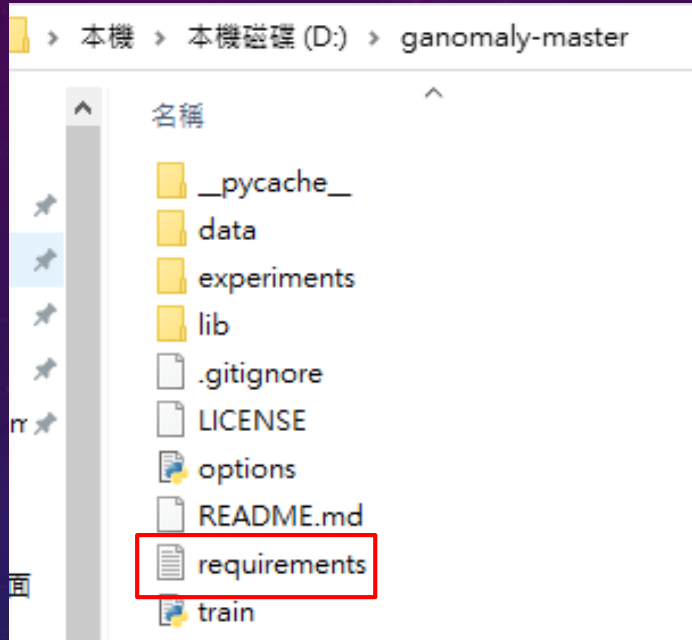 本機 > 本機磁碟 (D:) > ganomaly-master
名稱
__pycache__
data
experiments
lib
.gitignore
LICENSE
options
README.md
requirements
train
面